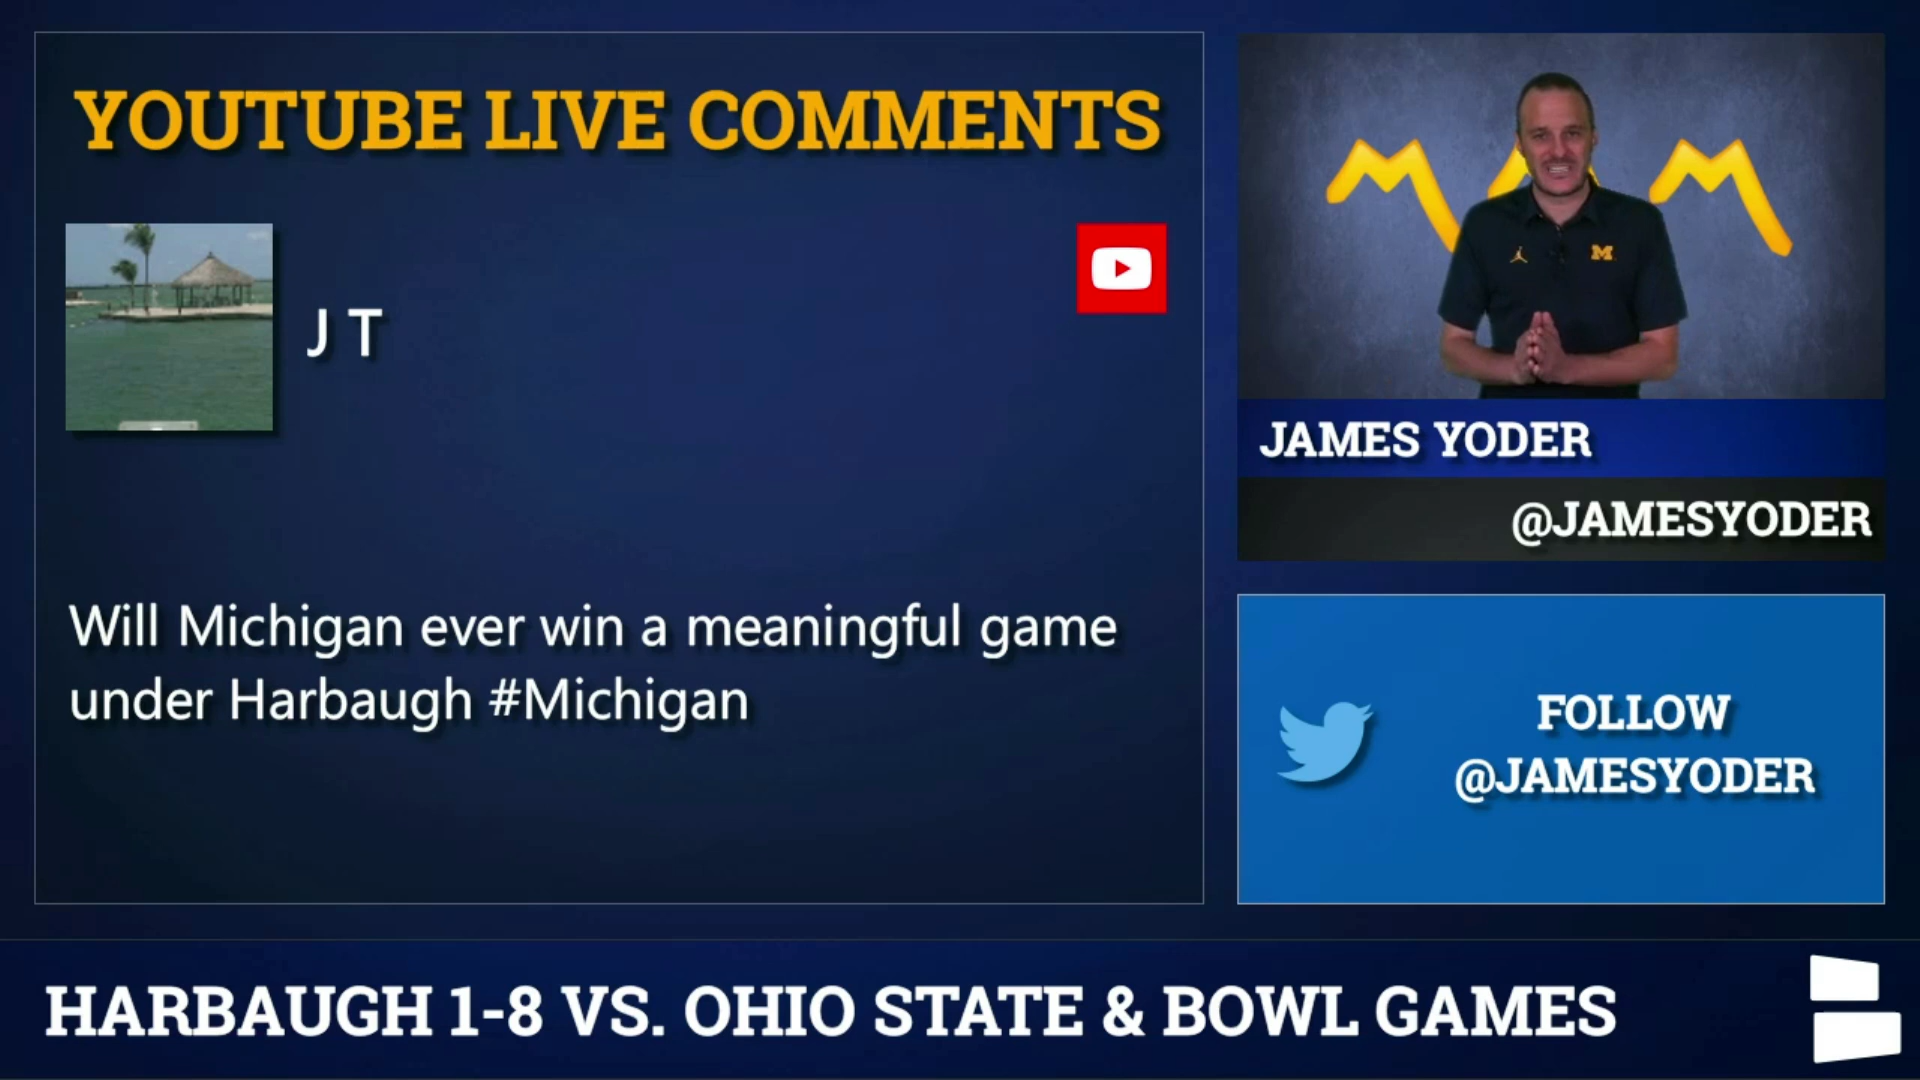 YOUTUBE LIVE COMMENTS
J T
Will Michigan ever win a meaningful game
under Harbaugh #Michigan
M
JAMES YODER
@JAMESYODER
FOLLOW
@JAMESYODER
HARBAUGH 1-8 VS. OHIO STATE & BOWL GAMES